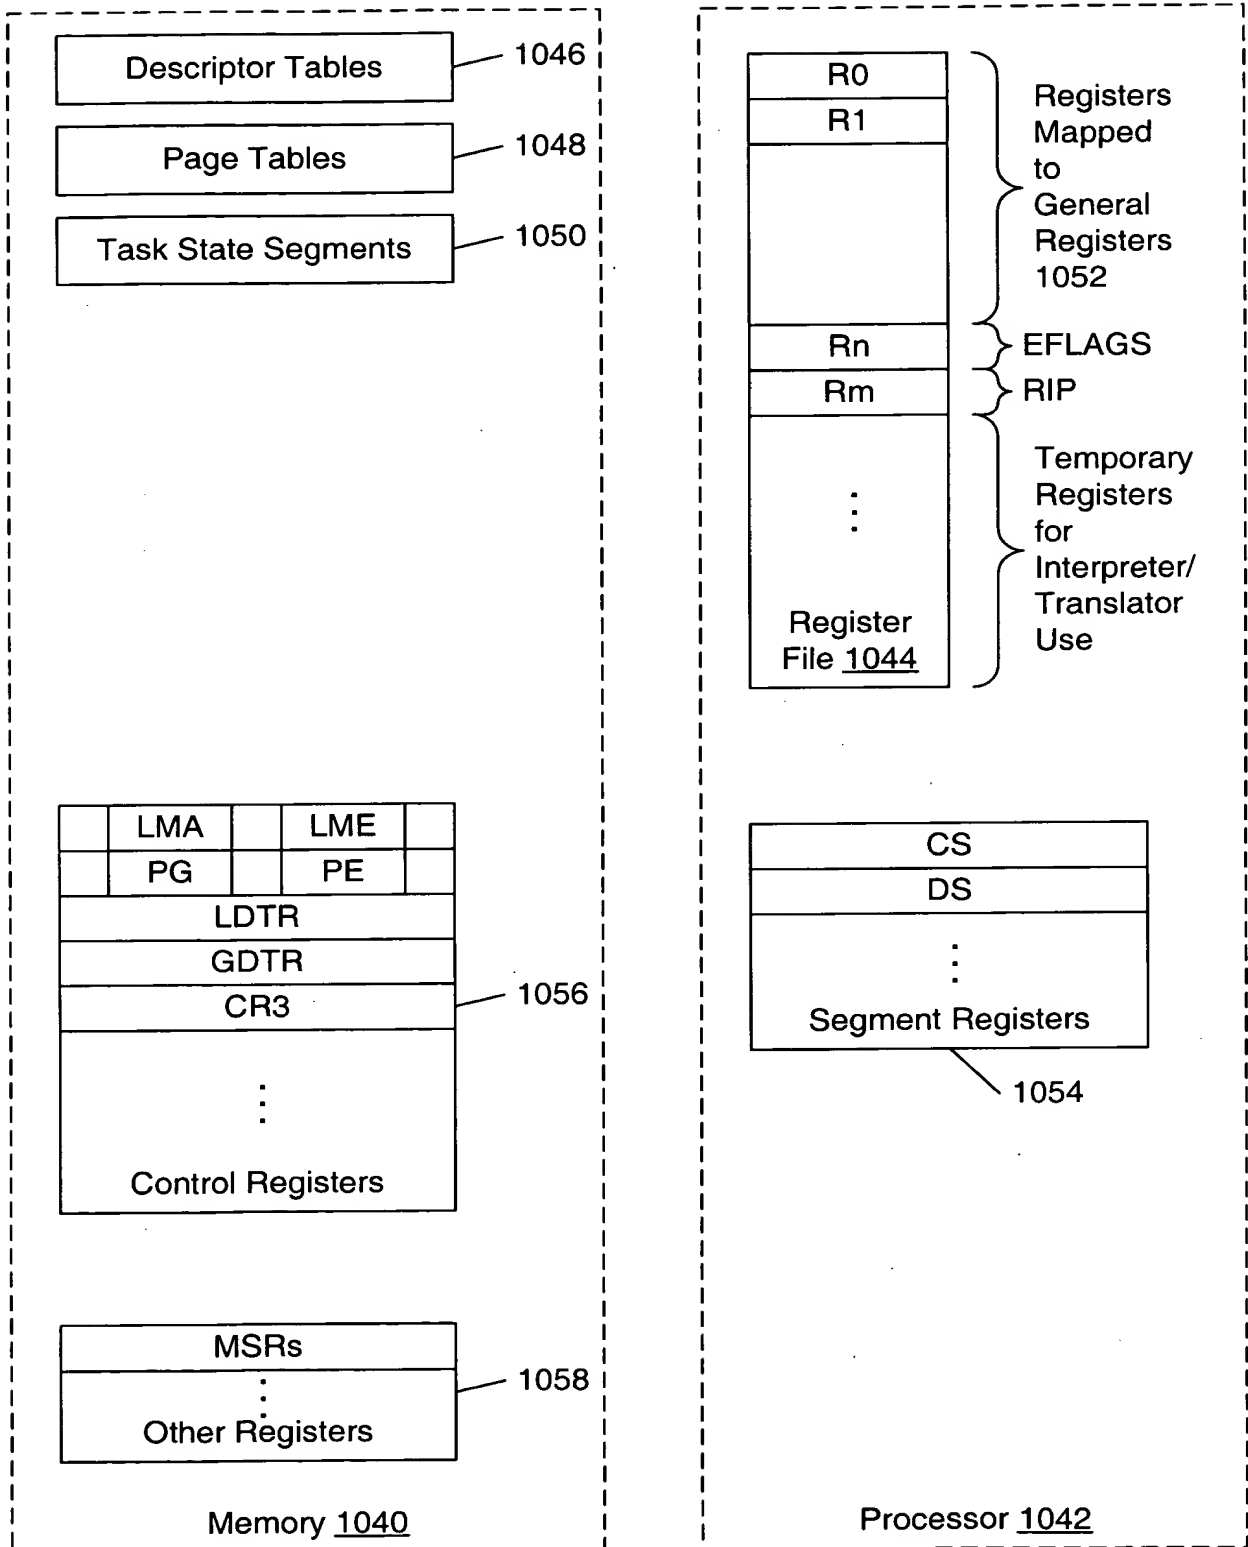 Descriptor Tables
1046
Page Tables
1048
Task State Segments
1050
LMA LME
PG PE
LDTR
GDTR
CR3
1056
Control Registers
MSRs
1058
Other Registers
Memory 1040
R0
R1
Registers
Mapped
to
General
Registers
1052
Rn
EFLAGS
Rm
RIP
Temporary
Registers
for
Interpreter/
Translator
Use
Register
File 1044
CS
DS
Segment Registers
1054
Processor 1042